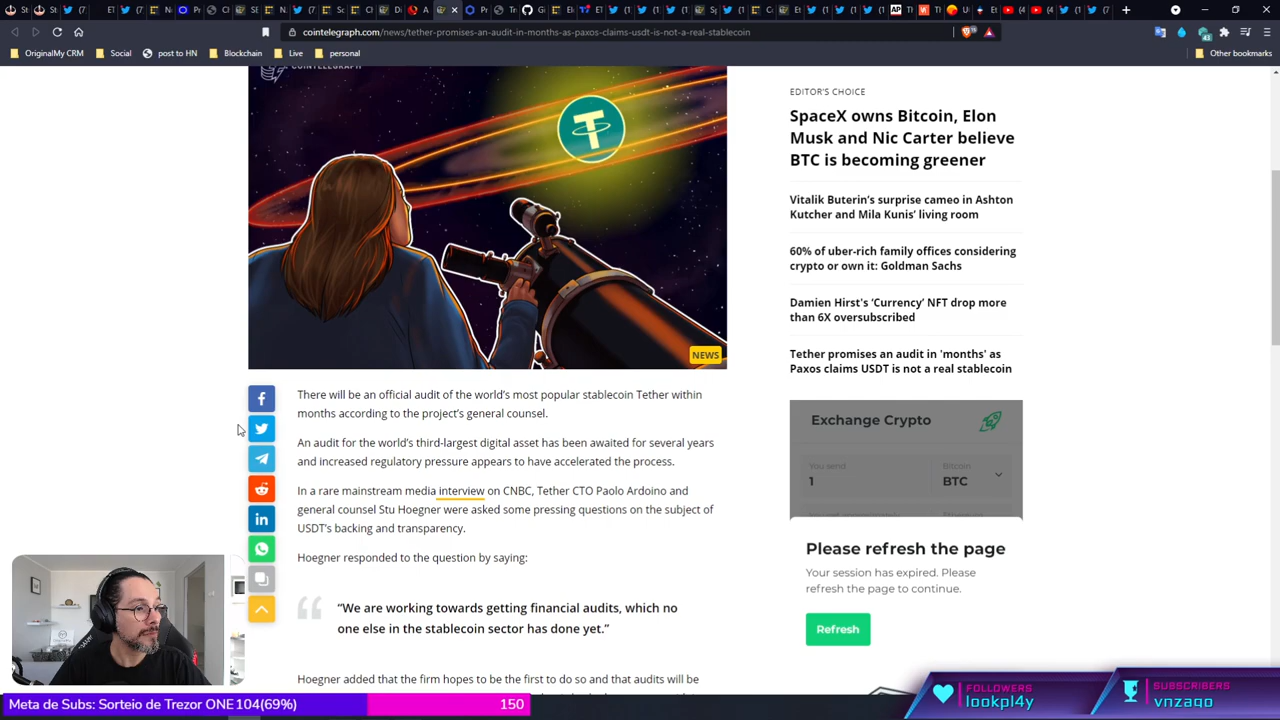 cointelegraph.com/news/tether-promises-an-audit-in-months-as-paxos-claims-usdt-is-not-a-real-stablecoin
OriginalMy CRM
Social
post to HN
Blockchain
Live
personal
Other bookmarks
COINTELEGRAPH
NEWS
There will be an official audit of the world's most popular stablecoin Tether within
months according to the project's general counsel.
An audit for the world's third-largest digital asset has been awaited for several years
and increased regulatory pressure appears to have accelerated the process.
In a rare mainstream media interview on CNBC, Tether CTO Paolo Ardoino and
general counsel Stu Hoegner were asked some pressing questions on the subject of
USDT's backing and transparency.
Hoegner responded to the question by saying:
“We are working towards getting financial audits, which no
one else in the stablecoin sector has done yet.”
Hoegner added that the firm hopes to be the first to do so and that audits will be
EDITOR'S CHOICE
SpaceX owns Bitcoin, Elon
Musk and Nic Carter believe
BTC is becoming greener
Vitalik Buterin's surprise cameo in Ashton
Kutcher and Mila Kunis' living room
60% of uber-rich family offices considering
crypto or own it: Goldman Sachs
Damien Hirst's ‘Currency’ NFT drop more
than 6X oversubscribed
Tether promises an audit in 'months' as
Paxos claims USDT is not a real stablecoin
Exchange Crypto
You send
1
Bitcoin
BTC
Please refresh the page
Your session has expired. Please
refresh the page to continue.
Refresh
Meta de Subs: Sorteio de Trezor ONE 104 (69%)
150
FOLLOWERS
lookpl4y
SUBSCRIBERS
vnzago